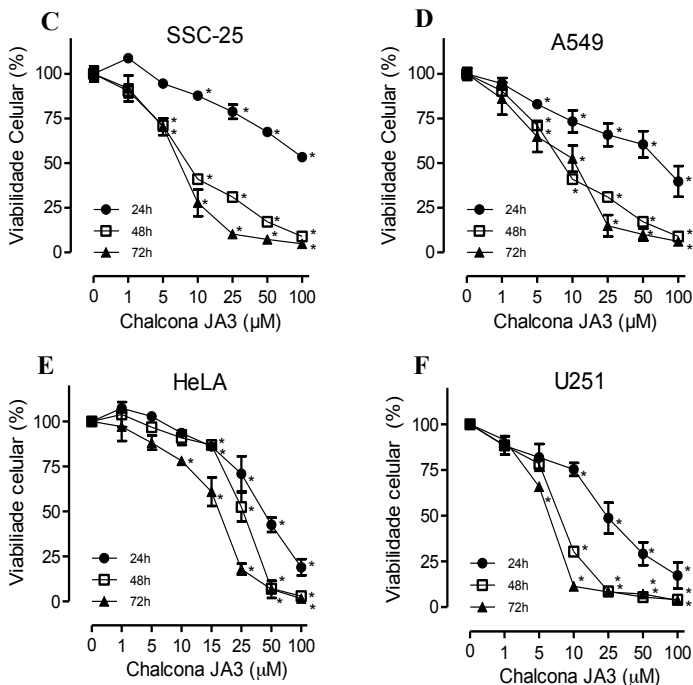 C
SSC-25
Viabilidade Celular (%)
100
75
50
25
0
24h
48h
72h
* * * * * * * * * * * * * *
0 1 5 10 25 50 100
Chalcona JA3 (µM)
D
A549
Viabilidade Celular (%)
100
75
50
25
0
24h
48h
72h
* * * * * * * * * * * * * *
0 1 5 10 25 50 100
Chalcona JA3 (µM)
E
HeLA
Viabiliade celular (%)
100
75
50
25
0
24h
48h
72h
* * * * * * * * * * * * *
0 1 5 10 15 25 50 100
Chalcona JA3 (µM)
F
U251
Viabilidade celular (%)
100
75
50
25
0
24h
48h
72h
* * * * * * * * * * * * *
0 1 5 10 25 50 100
Chalcona JA3 (µM)